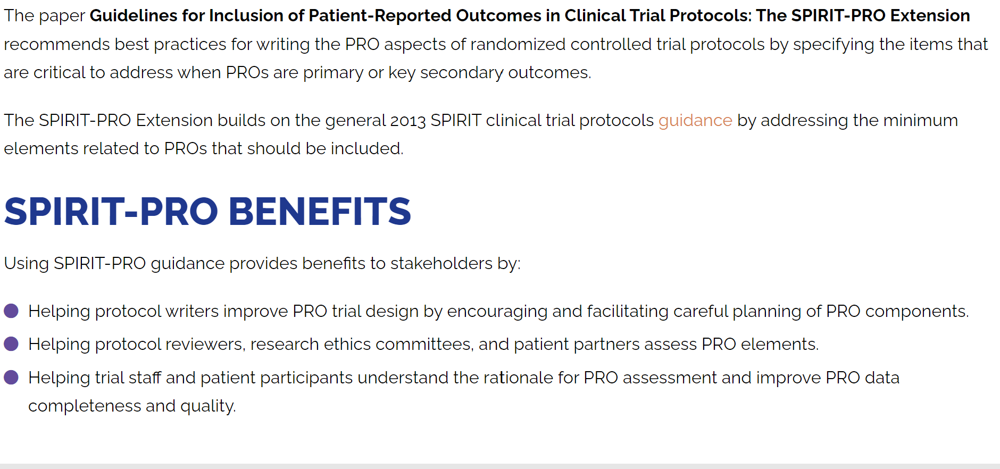 The paper Guidelines for Inclusion of Patient-Reported Outcomes in Clinical Trial Protocols: The SPIRIT-PRO Extension
recommends best practices for writing the PRO aspects of randomized controlled trial protocols by specifying the items that
are critical to address when PROs are primary or key secondary outcomes.
The SPIRIT-PRO Extension builds on the general 2013 SPIRIT clinical trial protocols guidance by addressing the minimum
elements related to PROs that should be included.
SPIRIT-PRO BENEFITS
Using SPIRIT-PRO guidance provides benefits to stakeholders by:
Helping protocol writers improve PRO trial design by encouraging and facilitating careful planning of PRO components.
Helping protocol reviewers, research ethics committees, and patient partners assess PRO elements.
Helping trial staff and patient participants understand the rationale for PRO assessment and improve PRO data
completeness and quality.